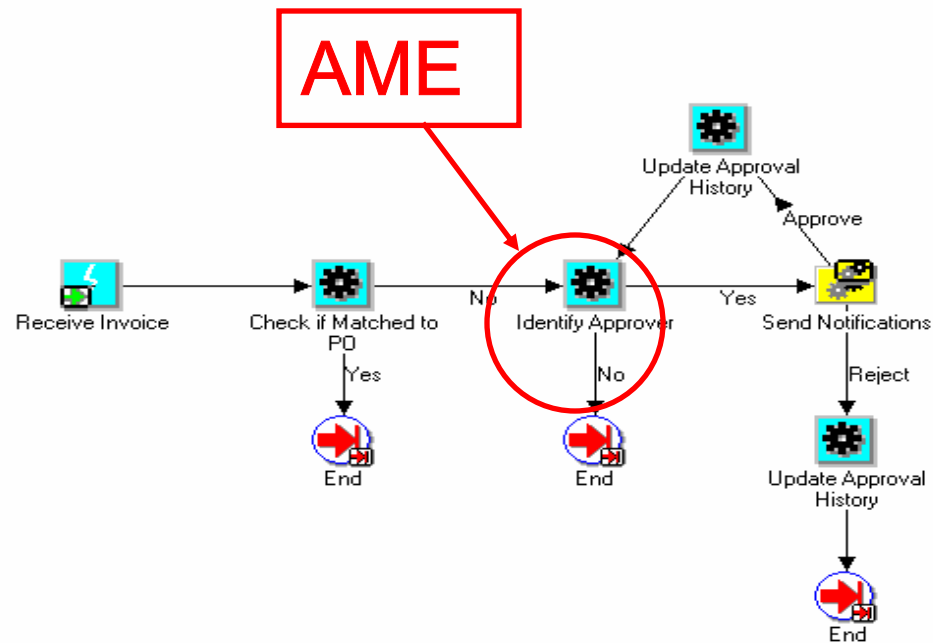 AME
Update Approval
History
Approve
Receive Invoice
Check if Matched to
PO
No
Identify Approver
Yes
Send Notifications
Yes
No
Reject
End
End
Update Approval
History
End